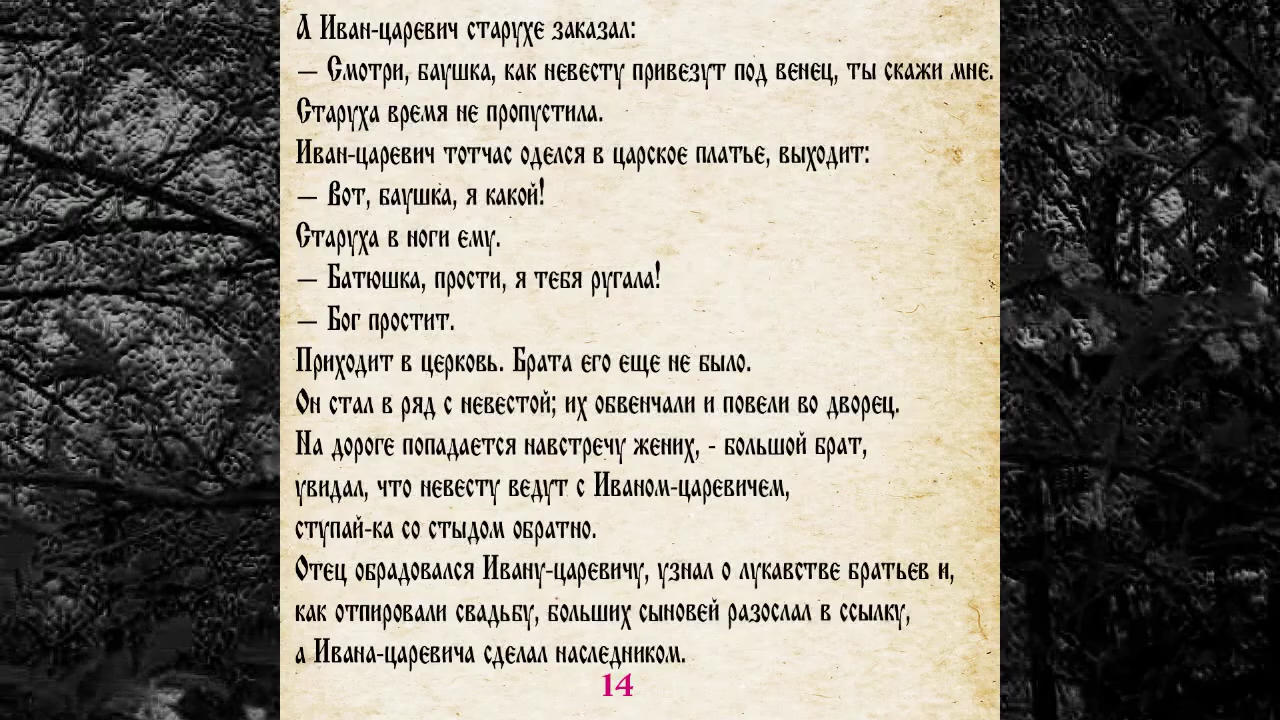 А Иван-царевич старухе заказал:
— Смотри, баушка, как невесту привезут под венец, ты скажи мне.
Старуха время не пропустила.
Иван-царевич тотчас оделся в царское платье, выходит:
— Вот, баушка, я какой!
Старуха в ноги ему.
— Батюшка, прости, я тебя ругала!
— Бог простит.
Приходит в церковь. Брата его еще не было.
Он стал в ряд с невестой; их обвенчали и повели во дворец.
На дороге попадается навстречу жених, - большой брат,
увидал, что невесту ведут с Иваном-царевичем,
ступай-ка со стыдом обратно.
Отец обрадовался Ивану-царевичу, узнал о лукавстве братьев и,
как отпировали свадьбу, больших сыновей разослал в ссылку,
а Ивана-царевича сделал наследником.
14